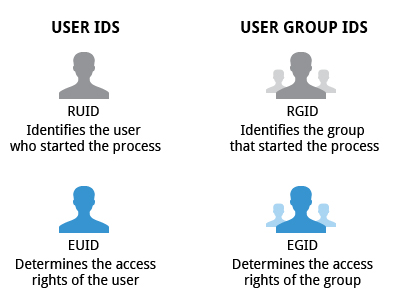 USER IDS
RUID
Identifies the user
who started the process
EUID
Determines the access
rights of the user
USER GROUP IDS
RGID
Identifies the group
that started the process
EGID
Determines the access
rights of the group